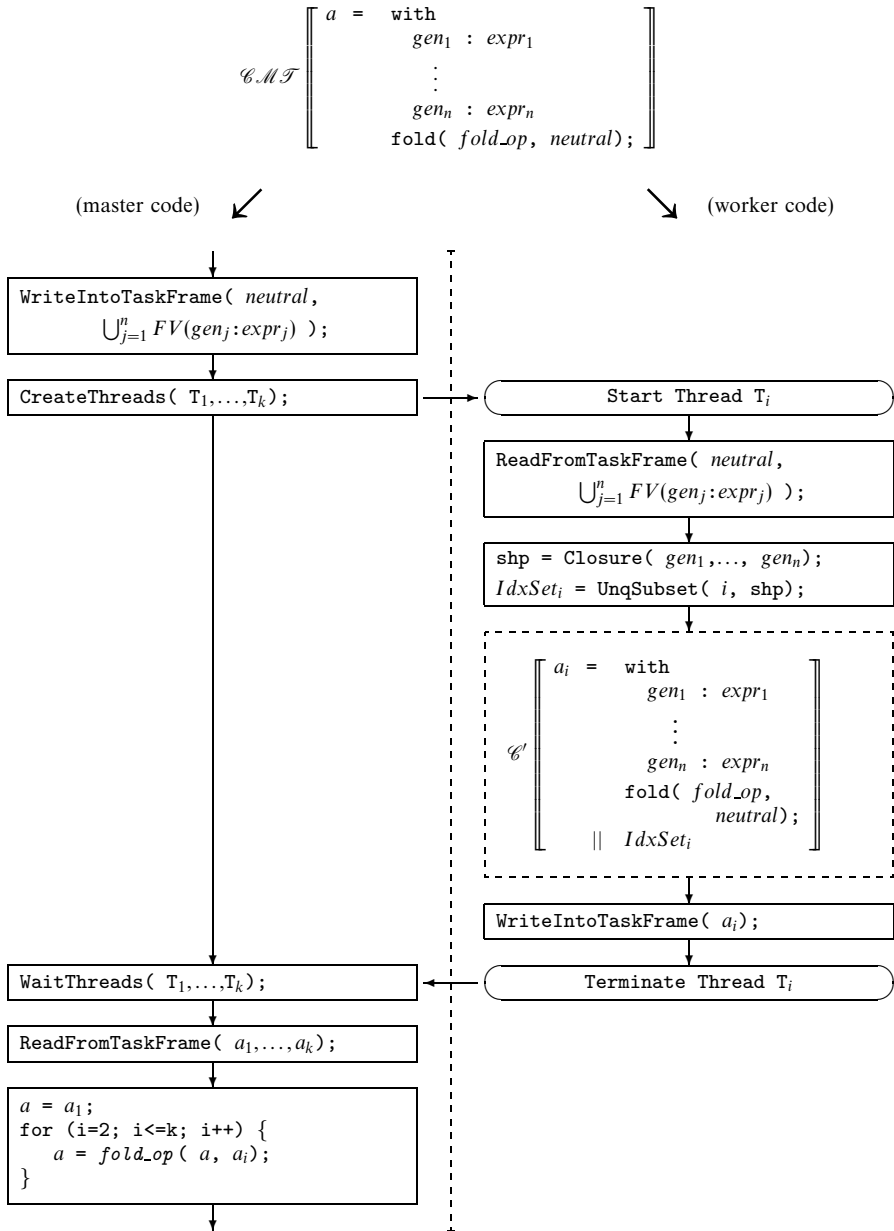 𝒞ℳ𝒯 ⟦ a = with
gen₁ : expr₁
⋮
genₙ : exprₙ
fold( fold_op, neutral); ⟧
(master code)
(worker code)
WriteIntoTaskFrame( neutral,
⋃ⁿⱼ₌₁ FV(genⱼ:exprⱼ) );
CreateThreads( T₁,...,Tₖ);
Start Thread Tᵢ
ReadFromTaskFrame( neutral,
⋃ⁿⱼ₌₁ FV(genⱼ:exprⱼ) );
shp = Closure( gen₁,..., genₙ);
IdxSetᵢ = UnqSubset( i, shp);
𝒞′ ⟦ aᵢ = with
gen₁ : expr₁
⋮
genₙ : exprₙ
fold( fold_op,
neutral);
|| IdxSetᵢ ⟧
WriteIntoTaskFrame( aᵢ);
WaitThreads( T₁,...,Tₖ);
Terminate Thread Tᵢ
ReadFromTaskFrame( a₁,...,aₖ);
a = a₁;
for (i=2; i<=k; i++) {
a = fold_op( a, aᵢ);
}